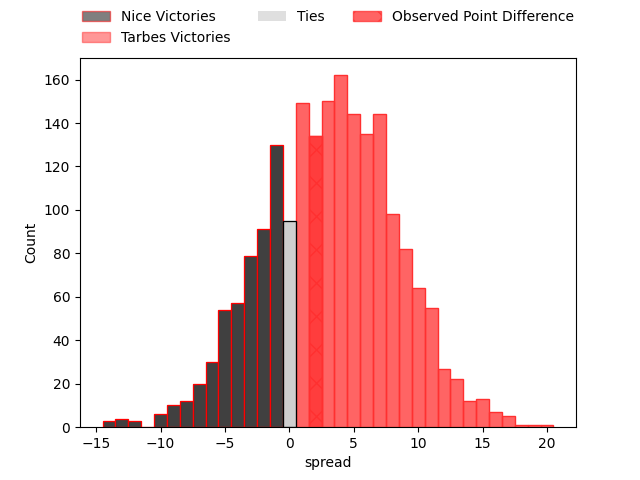 Nice Victories
Ties
Observed Point Difference
Tarbes Victories
160
140
120
100
80
60
40
20
0
Count
−15
−10
−5
0
5
10
15
20
spread